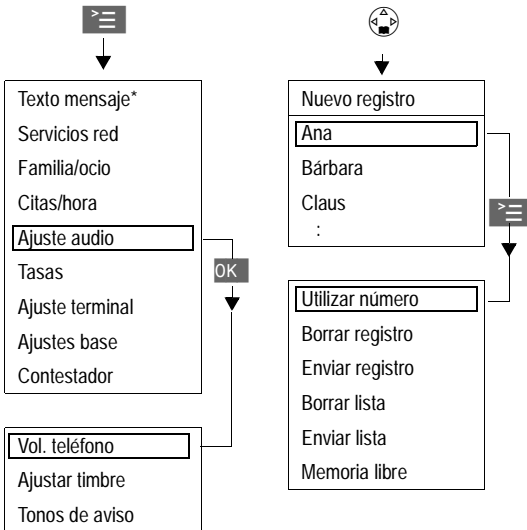 Texto mensaje*
Servicios red
Familia/ocio
Citas/hora
Ajuste audio
Tasas
Ajuste terminal
Ajustes base
Contestador
OK
Vol. teléfono
Ajustar timbre
Tonos de aviso
Nuevo registro
Ana
Bárbara
Claus
:
Utilizar número
Borrar registro
Enviar registro
Borrar lista
Enviar lista
Memoria libre